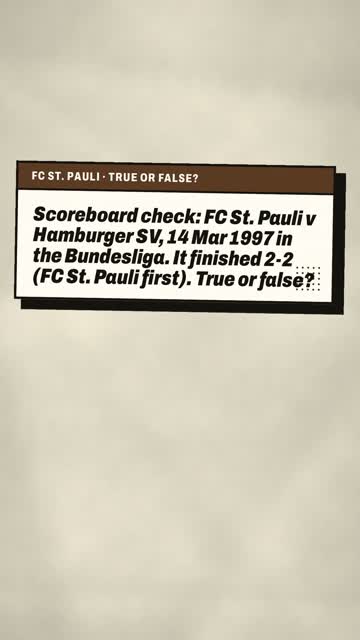 FC ST. PAULI · TRUE OR FALSE?
Scoreboard check: FC St. Pauli v
Hamburger SV, 14 Mar 1997 in
the Bundesliga. It finished 2-2
(FC St. Pauli first). True or false?